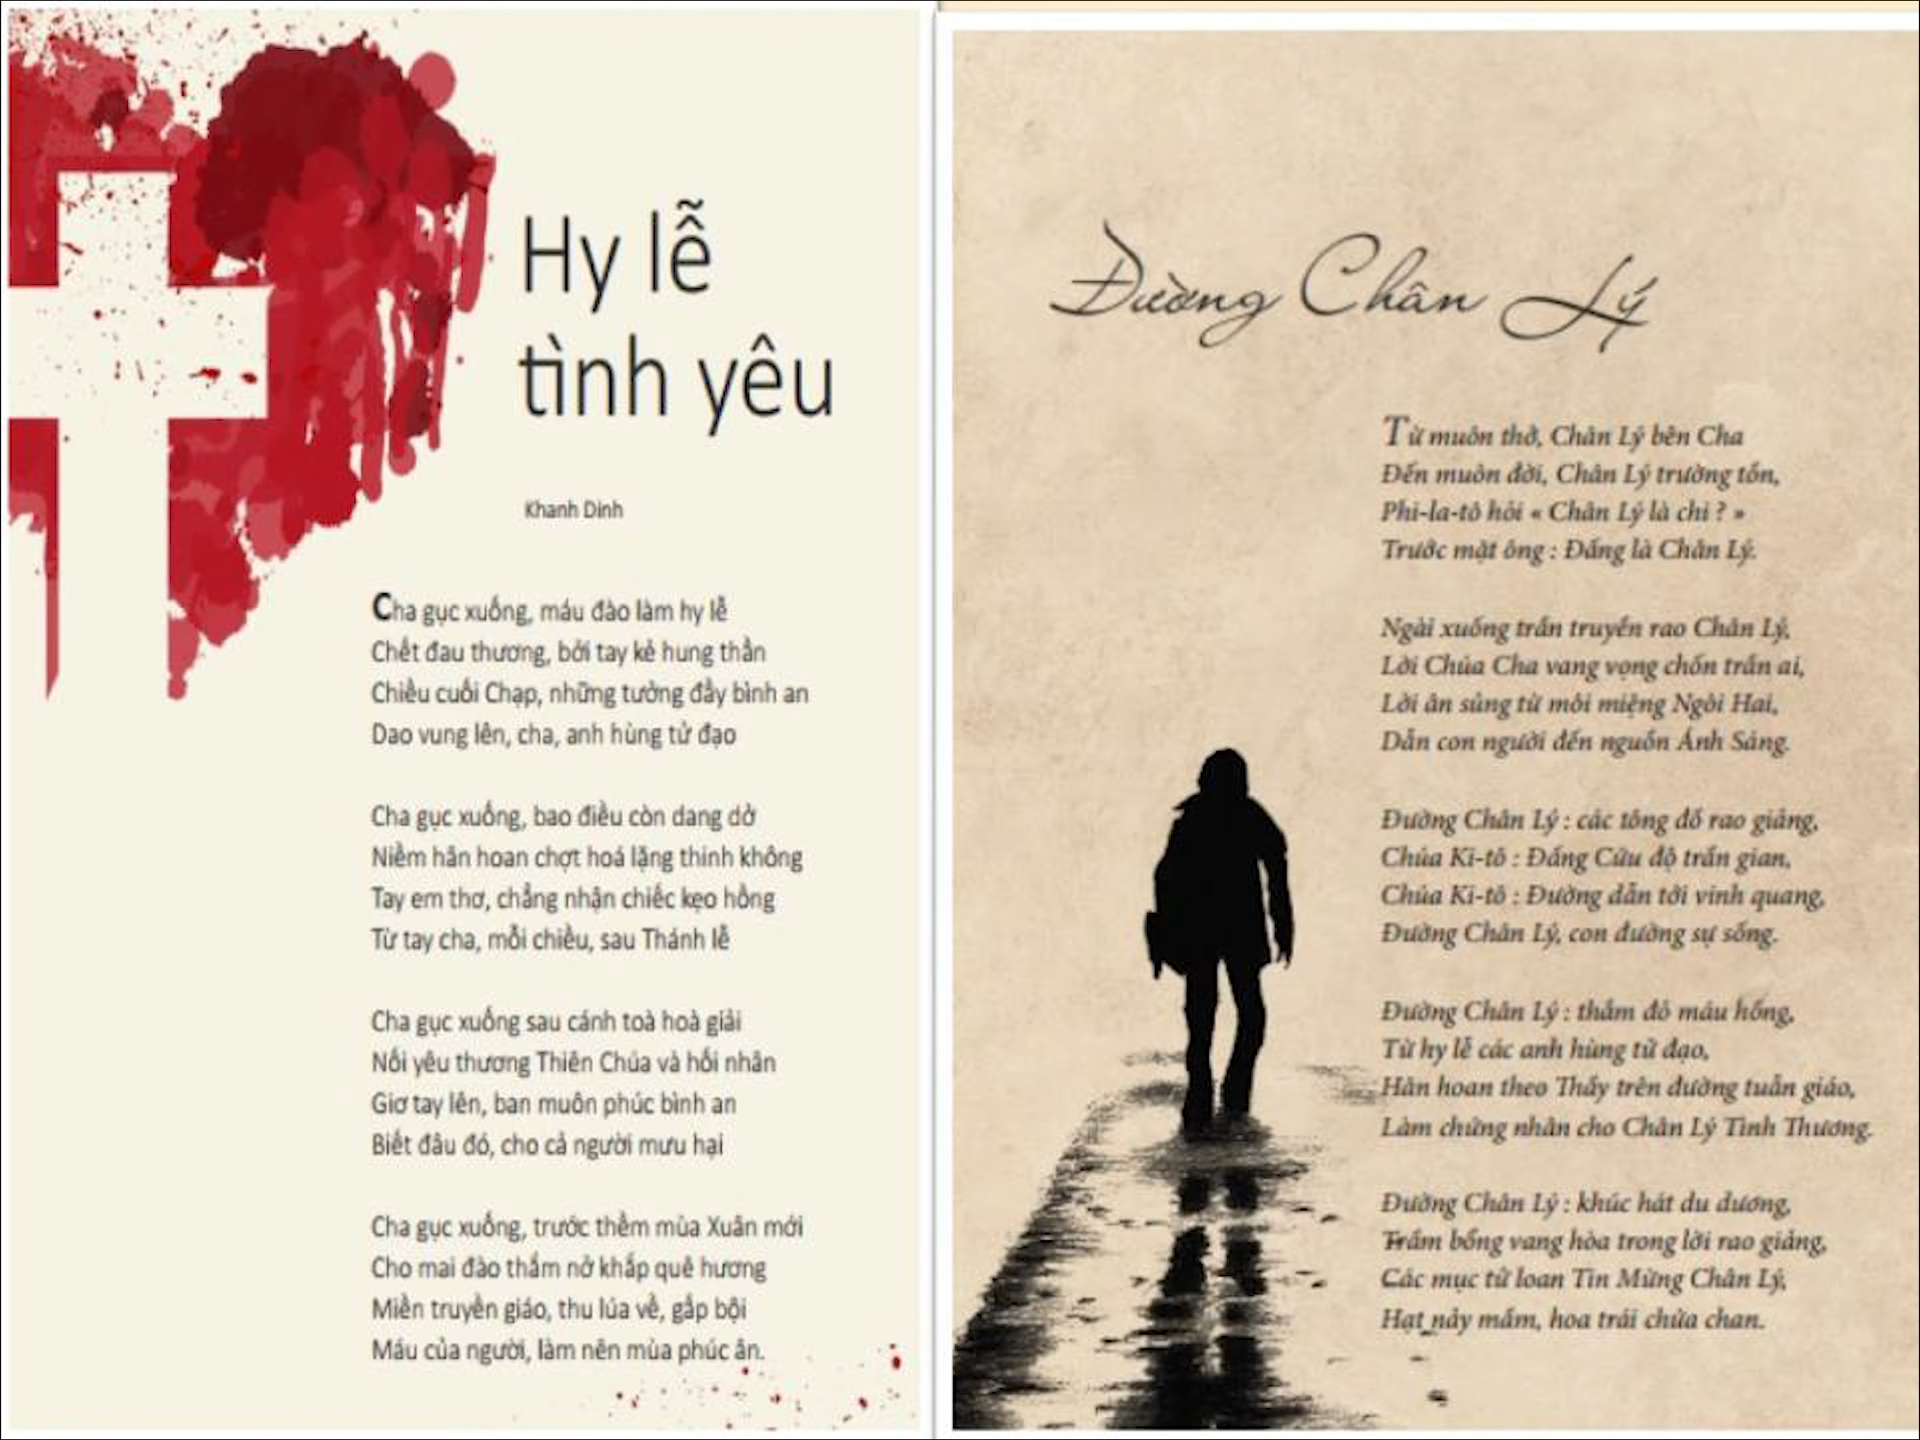 Hy lễ
tình yêu
Khanh Dinh
Cha gục xuống, máu đào làm hy lễ
Chết đau thương, bởi tay kẻ hung thần
Chiều cuối Chạp, những tưởng đầy bình an
Dao vung lên, cha, anh hùng tử đạo
Cha gục xuống, bao điều còn dang dở
Niềm hân hoan chợt hoá lặng thinh không
Tay em thơ, chẳng nhận chiếc kẹo hồng
Từ tay cha, mỗi chiều, sau Thánh lễ
Cha gục xuống sau cánh toà hoà giải
Nối yêu thương Thiên Chúa và hối nhân
Giơ tay lên, ban muôn phúc bình an
Biết đâu đó, cho cả người mưu hại
Cha gục xuống, trước thềm mùa Xuân mới
Cho mai đào thắm nở khắp quê hương
Miền truyền giáo, thu lúa về, gấp bội
Máu của người, làm nên mùa phúc ân.
Đường Chân Lý
Từ muôn thở, Chân Lý bên Cha
Đến muôn đời, Chân Lý trường tồn,
Phi-la-tô hỏi « Chân Lý là chi ? »
Trước mặt ông : Đấng là Chân Lý.
Ngài xuống trần truyền rao Chân Lý,
Lời Chúa Cha vang vọng chốn trần ai,
Lời ân sủng từ môi miệng Ngôi Hai,
Dẫn con người đến nguồn Ánh Sáng.
Đường Chân Lý : các tông đồ rao giảng,
Chúa Ki-tô : Đấng Cứu độ trần gian,
Chúa Ki-tô : Đường dẫn tới vinh quang,
Đường Chân Lý, con đường sự sống.
Đường Chân Lý : thắm đỏ máu hồng,
Từ hy lễ các anh hùng tử đạo,
Hân hoan theo Thầy trên đường tuẫn giáo,
Làm chứng nhân cho Chân Lý Tình Thương.
Đường Chân Lý : khúc hát du dương,
Trầm bổng vang hòa trong lời rao giảng,
Các mục tử loan Tin Mừng Chân Lý,
Hạt nảy mầm, hoa trái chứa chan.